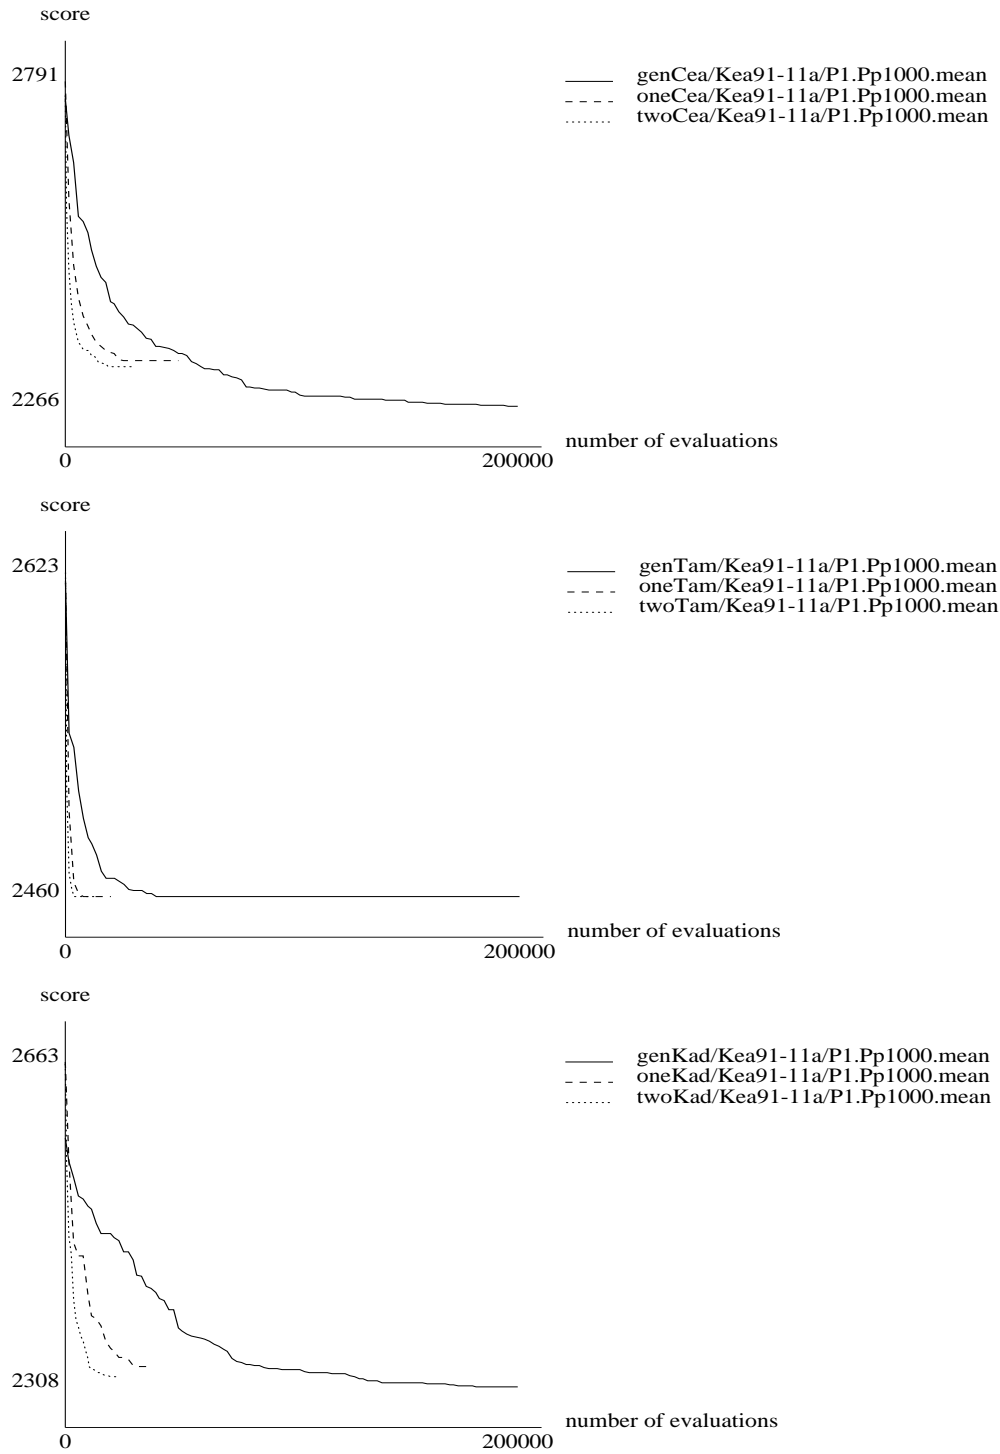 score
2791
genCea/Kea91-11a/P1.Pp1000.mean
oneCea/Kea91-11a/P1.Pp1000.mean
twoCea/Kea91-11a/P1.Pp1000.mean
2266
number of evaluations
0 200000
score
2623
genTam/Kea91-11a/P1.Pp1000.mean
oneTam/Kea91-11a/P1.Pp1000.mean
twoTam/Kea91-11a/P1.Pp1000.mean
2460
number of evaluations
0 200000
score
2663
genKad/Kea91-11a/P1.Pp1000.mean
oneKad/Kea91-11a/P1.Pp1000.mean
twoKad/Kea91-11a/P1.Pp1000.mean
2308
number of evaluations
0 200000